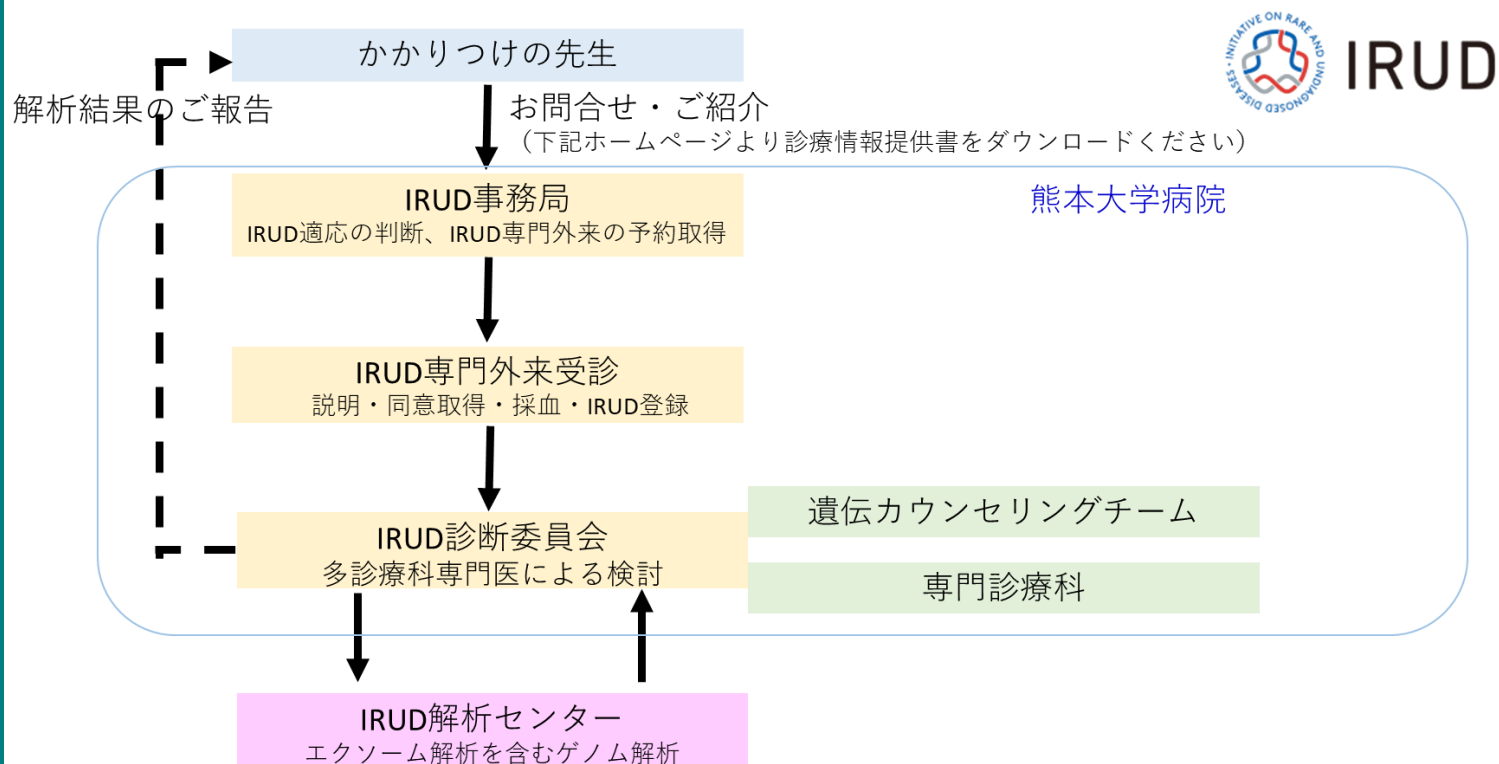 かかりつけの先生
INITIATIVE ON RARE AND UNDIAGNOSED DISEASES
IRUD
解析結果のご報告
お問合せ・ご紹介
（下記ホームページより診療情報提供書をダウンロードください）
IRUD事務局
IRUD適応の判断、IRUD専門外来の予約取得
熊本大学病院
IRUD専門外来受診
説明・同意取得・採血・IRUD登録
IRUD診断委員会
多診療科専門医による検討
遺伝カウンセリングチーム
専門診療科
IRUD解析センター
エクソーム解析を含むゲノム解析